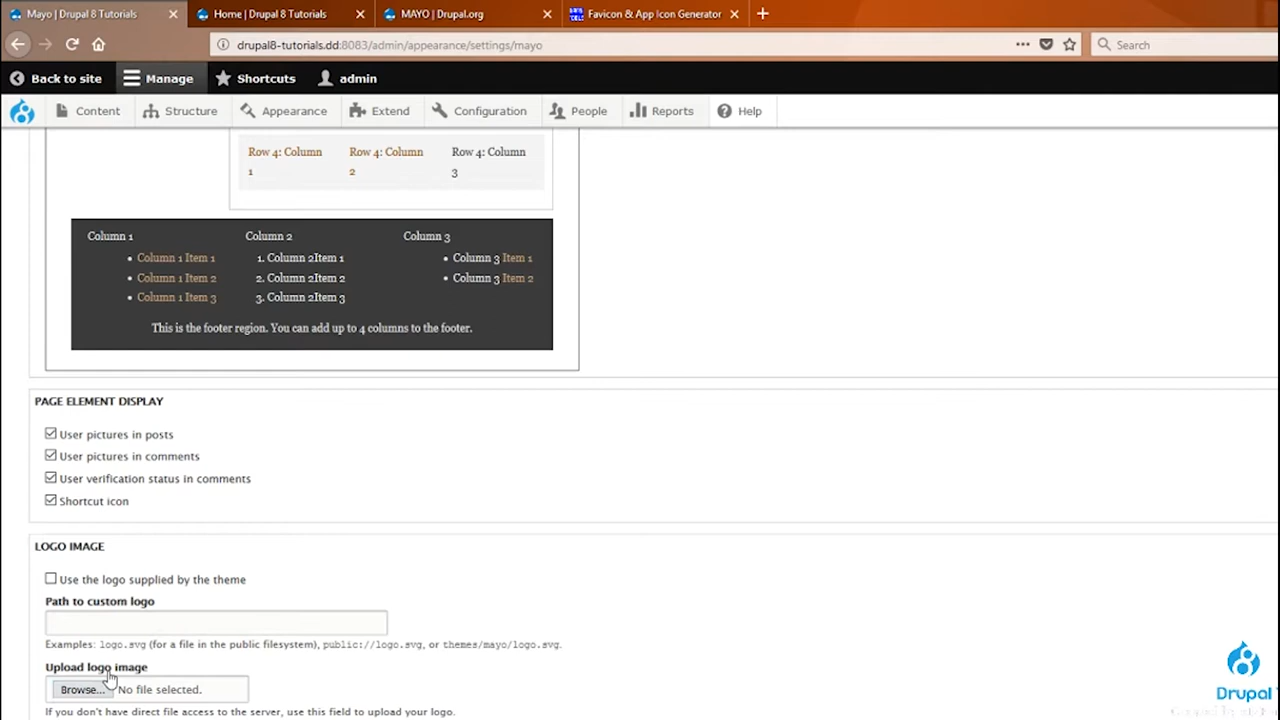 Mayo | Drupal 8 Tutorials
Home | Drupal 8 Tutorials
MAYO | Drupal.org
Favicon & App Icon Generator
drupal8-tutorials.dd:8083/admin/appearance/settings/mayo
Search
Back to site
Manage
Shortcuts
admin
Content
Structure
Appearance
Extend
Configuration
People
Reports
Help
Row 4: Column 1
Row 4: Column 2
Row 4: Column 3
Column 1
Column 1 Item 1
Column 1 Item 2
Column 1 Item 3
Column 2
1. Column 2Item 1
2. Column 2Item 2
3. Column 2Item 3
Column 3
Column 3 Item 1
Column 3 Item 2
This is the footer region. You can add up to 4 columns to the footer.
PAGE ELEMENT DISPLAY
User pictures in posts
User pictures in comments
User verification status in comments
Shortcut icon
LOGO IMAGE
Use the logo supplied by the theme
Path to custom logo
Examples: logo.svg (for a file in the public filesystem), public://logo.svg, or themes/mayo/logo.svg.
Upload logo image
Browse... No file selected.
If you don't have direct file access to the server, use this field to upload your logo.
Drupal